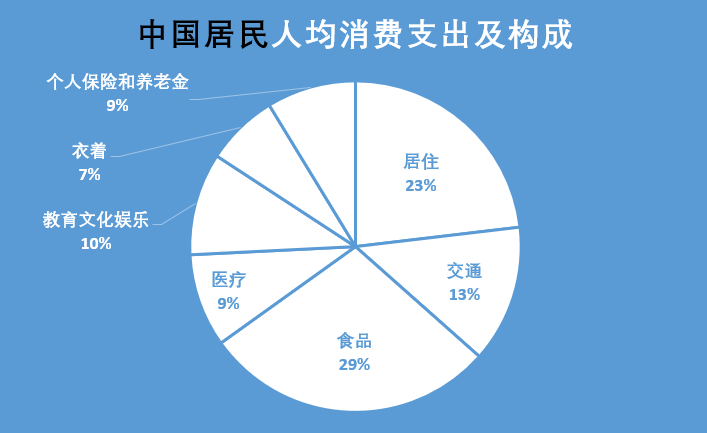 中国居民人均消费支出及构成
个人保险和养老金
9%
衣着
7%
教育文化娱乐
10%
居住
23%
交通
13%
医疗
9%
食品
29%